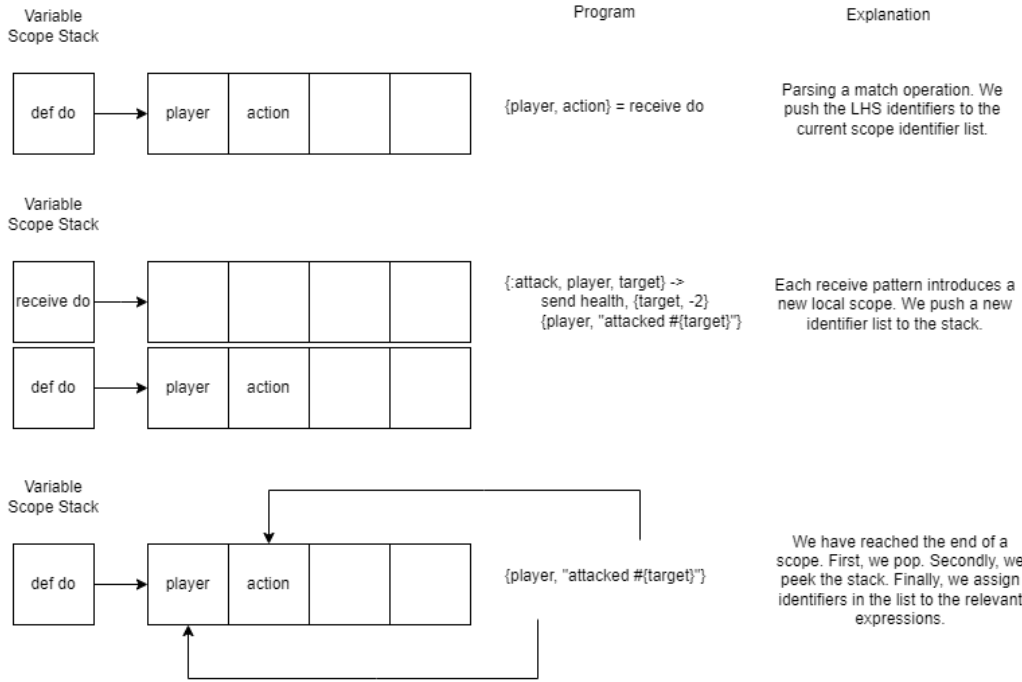 Variable
Scope Stack
Program
Explanation
def do
player
action
{player, action} = receive do
Parsing a match operation. We
push the LHS identifiers to the
current scope identifier list.
Variable
Scope Stack
receive do
{:attack, player, target} ->
send health, {target, -2}
{player, "attacked #{target}"}
Each receive pattern introduces a
new local scope. We push a new
identifier list to the stack.
def do
player
action
Variable
Scope Stack
def do
player
action
{player, "attacked #{target}"}
We have reached the end of a
scope. First, we pop. Secondly, we
peek the stack. Finally, we assign
identifiers in the list to the relevant
expressions.